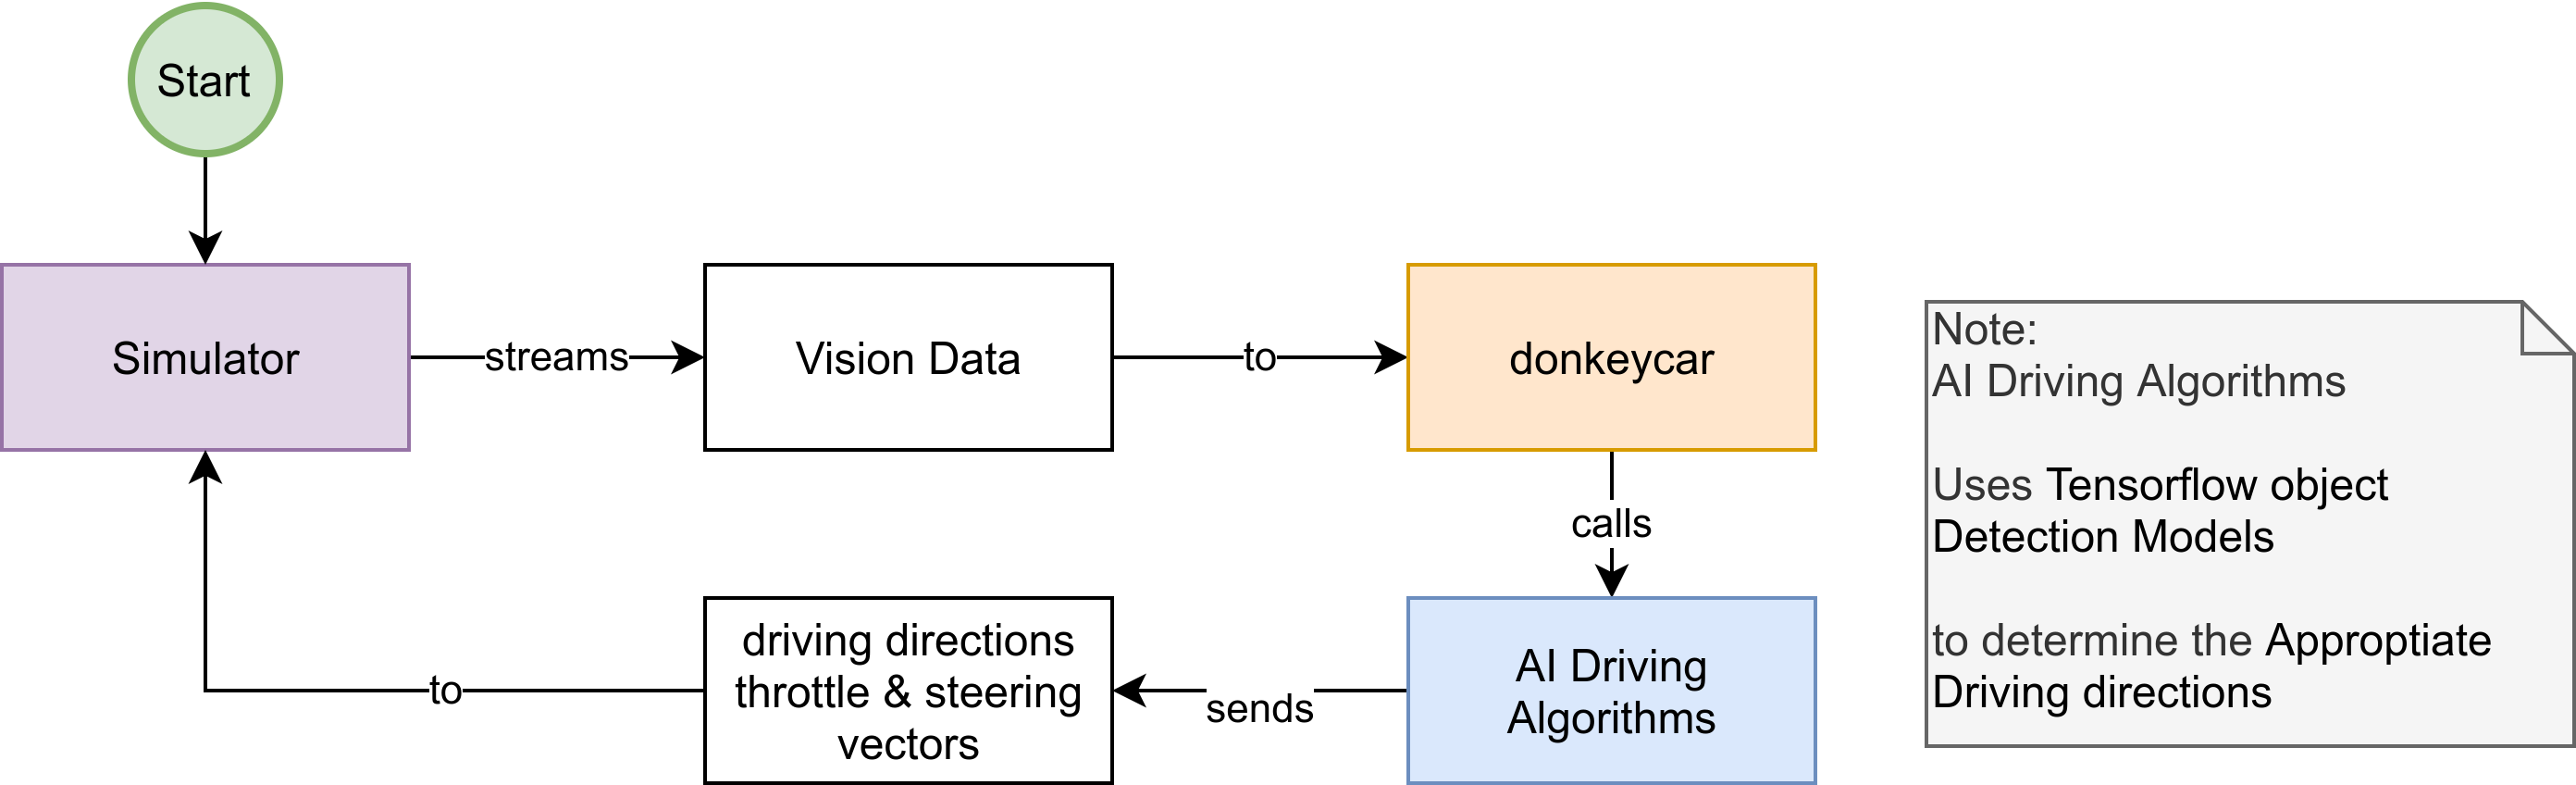 Start
Simulator
streams
Vision Data
to
donkeycar
calls
AI Driving
Algorithms
sends
driving directions
throttle & steering
vectors
to
Note:
AI Driving Algorithms
Uses Tensorflow object
Detection Models
to determine the Approptiate
Driving directions